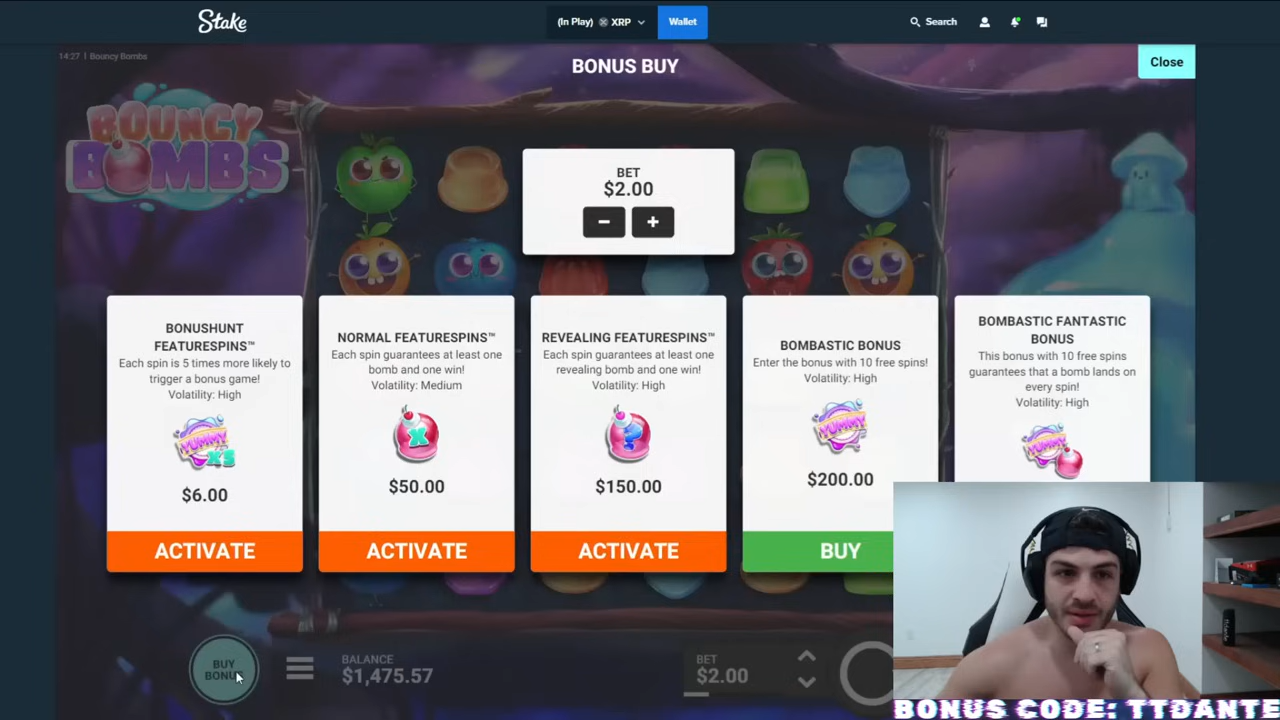 Stake
(In Play) XRP
Wallet
Search
14:27 | Bouncy Bombs
BONUS BUY
Close
BOUNCY
BOMBS
BET
$2.00
BONUSHUNT
FEATURESPINS™
Each spin is 5 times more likely to
trigger a bonus game!
Volatility: High
YUMMY
X5
$6.00
ACTIVATE
NORMAL FEATURESPINS™
Each spin guarantees at least one
bomb and one win!
Volatility: Medium
X
$50.00
ACTIVATE
REVEALING FEATURESPINS™
Each spin guarantees at least one
revealing bomb and one win!
Volatility: High
?
$150.00
ACTIVATE
BOMBASTIC BONUS
Enter the bonus with 10 free spins!
Volatility: High
YUMMY
$200.00
BUY
BOMBASTIC FANTASTIC
BONUS
This bonus with 10 free spins
guarantees that a bomb lands on
every spin!
Volatility: High
YUMMY
BUY
BONUS
BALANCE
$1,475.57
BET
$2.00
BONUS CODE: TTDANTE